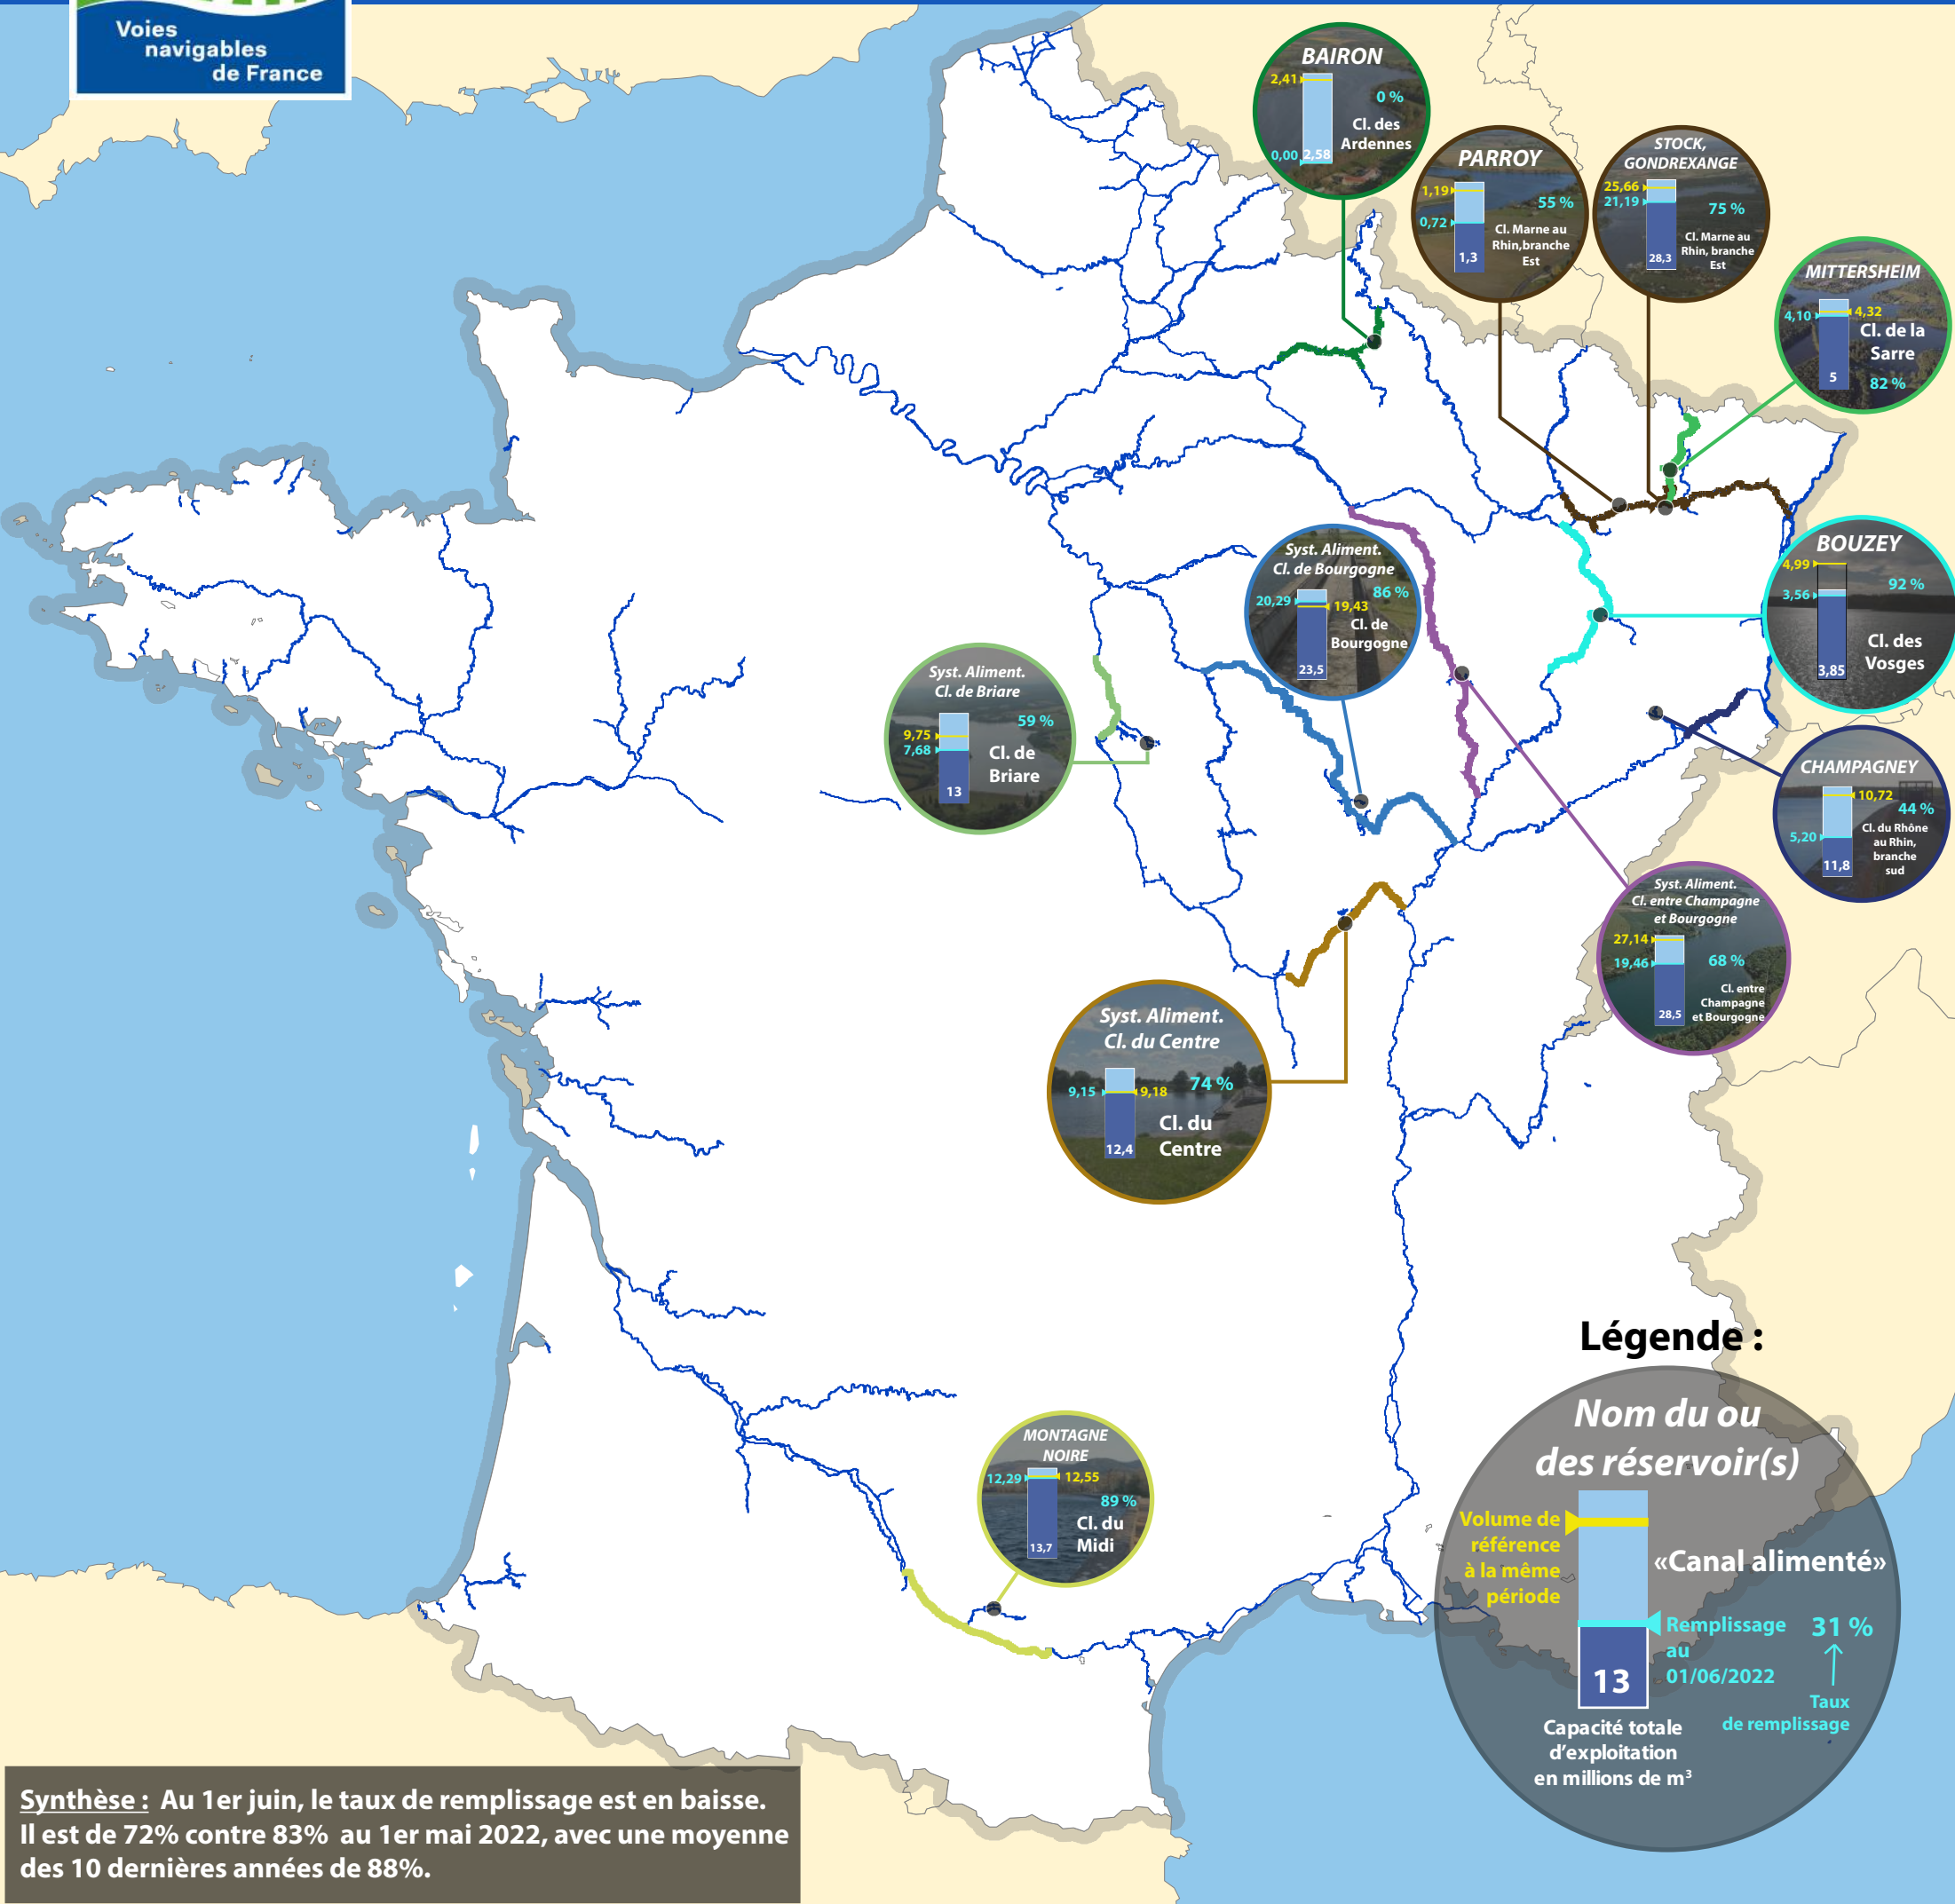 Voies
navigables
de France
BAIRON
2,41
0 %
Cl. des
Ardennes
0,00
2,58
PARROY
1,19
55 %
0,72
Cl. Marne au
Rhin,branche
Est
1,3
STOCK,
GONDREXANGE
25,66
21,19
75 %
Cl. Marne au
Rhin, branche
Est
28,3
MITTERSHEIM
4,10
4,32
Cl. de la
Sarre
5
82 %
BOUZEY
4,99
92 %
3,56
Cl. des
Vosges
3,85
Syst. Aliment.
Cl. de Bourgogne
86 %
20,29
19,43
Cl. de
Bourgogne
23,5
Syst. Aliment.
Cl. de Briare
59 %
9,75
7,68
Cl. de
Briare
13
CHAMPAGNEY
10,72
44 %
5,20
Cl. du Rhône
au Rhin,
branche
sud
11,8
Syst. Aliment.
Cl. entre Champagne
et Bourgogne
27,14
19,46
68 %
Cl. entre
Champagne
et Bourgogne
28,5
Syst. Aliment.
Cl. du Centre
74 %
9,15
9,18
Cl. du
Centre
12,4
MONTAGNE
NOIRE
12,29
12,55
89 %
Cl. du
Midi
13,7
Légende :
Nom du ou
des réservoir(s)
Volume de
référence
à la même
période
«Canal alimenté»
Remplissage
au
01/06/2022
31 %
13
Taux
de remplissage
Capacité totale
d'exploitation
en millions de m³
Synthèse : Au 1er juin, le taux de remplissage est en baisse.
Il est de 72% contre 83% au 1er mai 2022, avec une moyenne
des 10 dernières années de 88%.